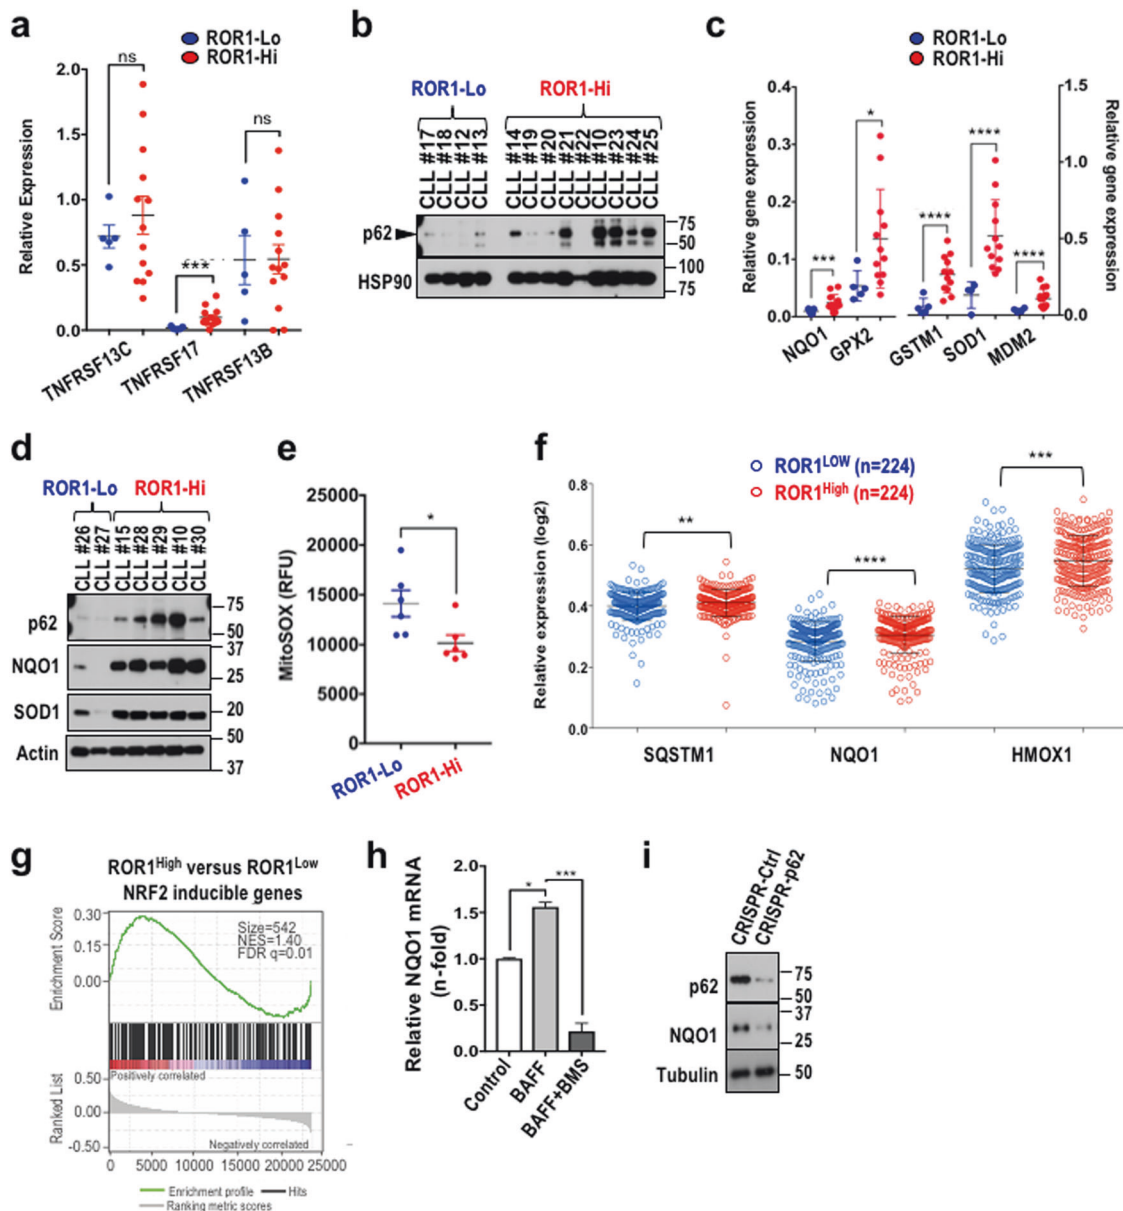 a
ROR1-Lo
ROR1-Hi
Relative Expression
2.0
1.5
1.0
0.5
0.0
ns
***
ns
TNFRSF13C
TNFRSF17
TNFRSF13B
b
ROR1-Lo
ROR1-Hi
CLL #17
CLL #18
CLL #12
CLL #13
CLL #14
CLL #19
CLL #20
CLL #21
CLL #22
CLL #10
CLL #23
CLL #24
CLL #25
p62
75
50
HSP90
100
75
c
ROR1-Lo
ROR1-Hi
Relative gene expression
0.4
0.3
0.2
0.1
0.0
***
*
****
****
****
1.5
1.0
0.5
0.0
Relative gene expression
NQO1
GPX2
GSTM1
SOD1
MDM2
d
ROR1-Lo
ROR1-Hi
CLL #26
CLL #27
CLL #15
CLL #28
CLL #29
CLL #10
CLL #30
p62
75
50
NQO1
37
25
SOD1
20
Actin
50
37
e
MitoSOX (RFU)
25000
20000
15000
10000
5000
0
*
ROR1-Lo
ROR1-Hi
f
ROR1LOW (n=224)
ROR1High (n=224)
Relative expression (log2)
0.8
0.6
0.4
0.2
0.0
**
****
***
SQSTM1
NQO1
HMOX1
g
ROR1High versus ROR1Low
NRF2 inducible genes
Enrichment Score
0.30
0.15
0.00
Size=542
NES=1.40
FDR q=0.01
Positively correlated
Ranked List
0.50
0.00
-0.50
Negatively correlated
0 5000 10000 15000 20000 25000
Enrichment profile
Hits
Ranking metric scores
h
Relative NQO1 mRNA
(n-fold)
2.0
1.5
1.0
0.5
0.0
*
***
Control
BAFF
BAFF+BMS
i
CRISPR-Ctrl
CRISPR-p62
p62
75
50
NQO1
37
25
Tubulin
50